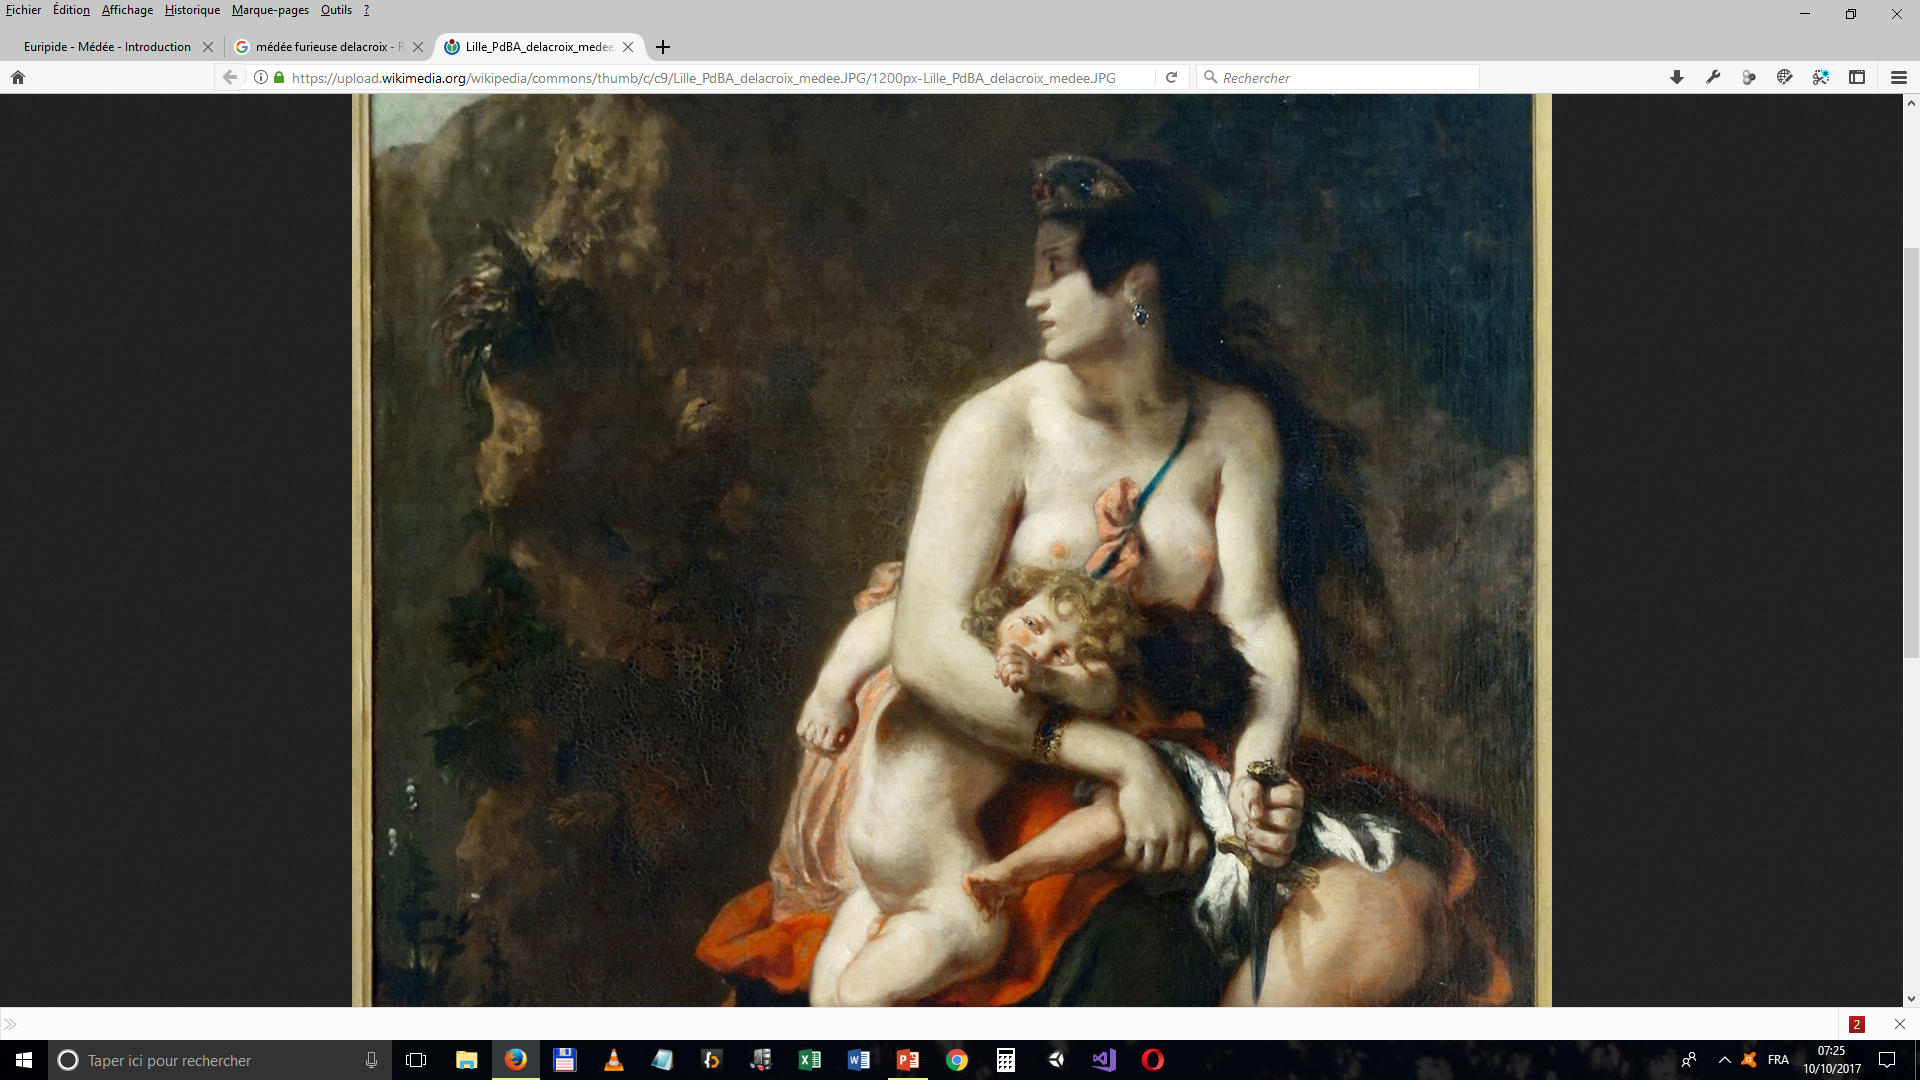 Fichier Édition Affichage Historique Marque-pages Outils ?
Euripide - Médée - Introduction
médée furieuse delacroix - R
Lille_PdBA_delacroix_medee
https://upload.wikimedia.org/wikipedia/commons/thumb/c/c9/Lille_PdBA_delacroix_medee.JPG/1200px-Lille_PdBA_delacroix_medee.JPG
Rechercher
2
Taper ici pour rechercher
FRA
07:25
10/10/2017